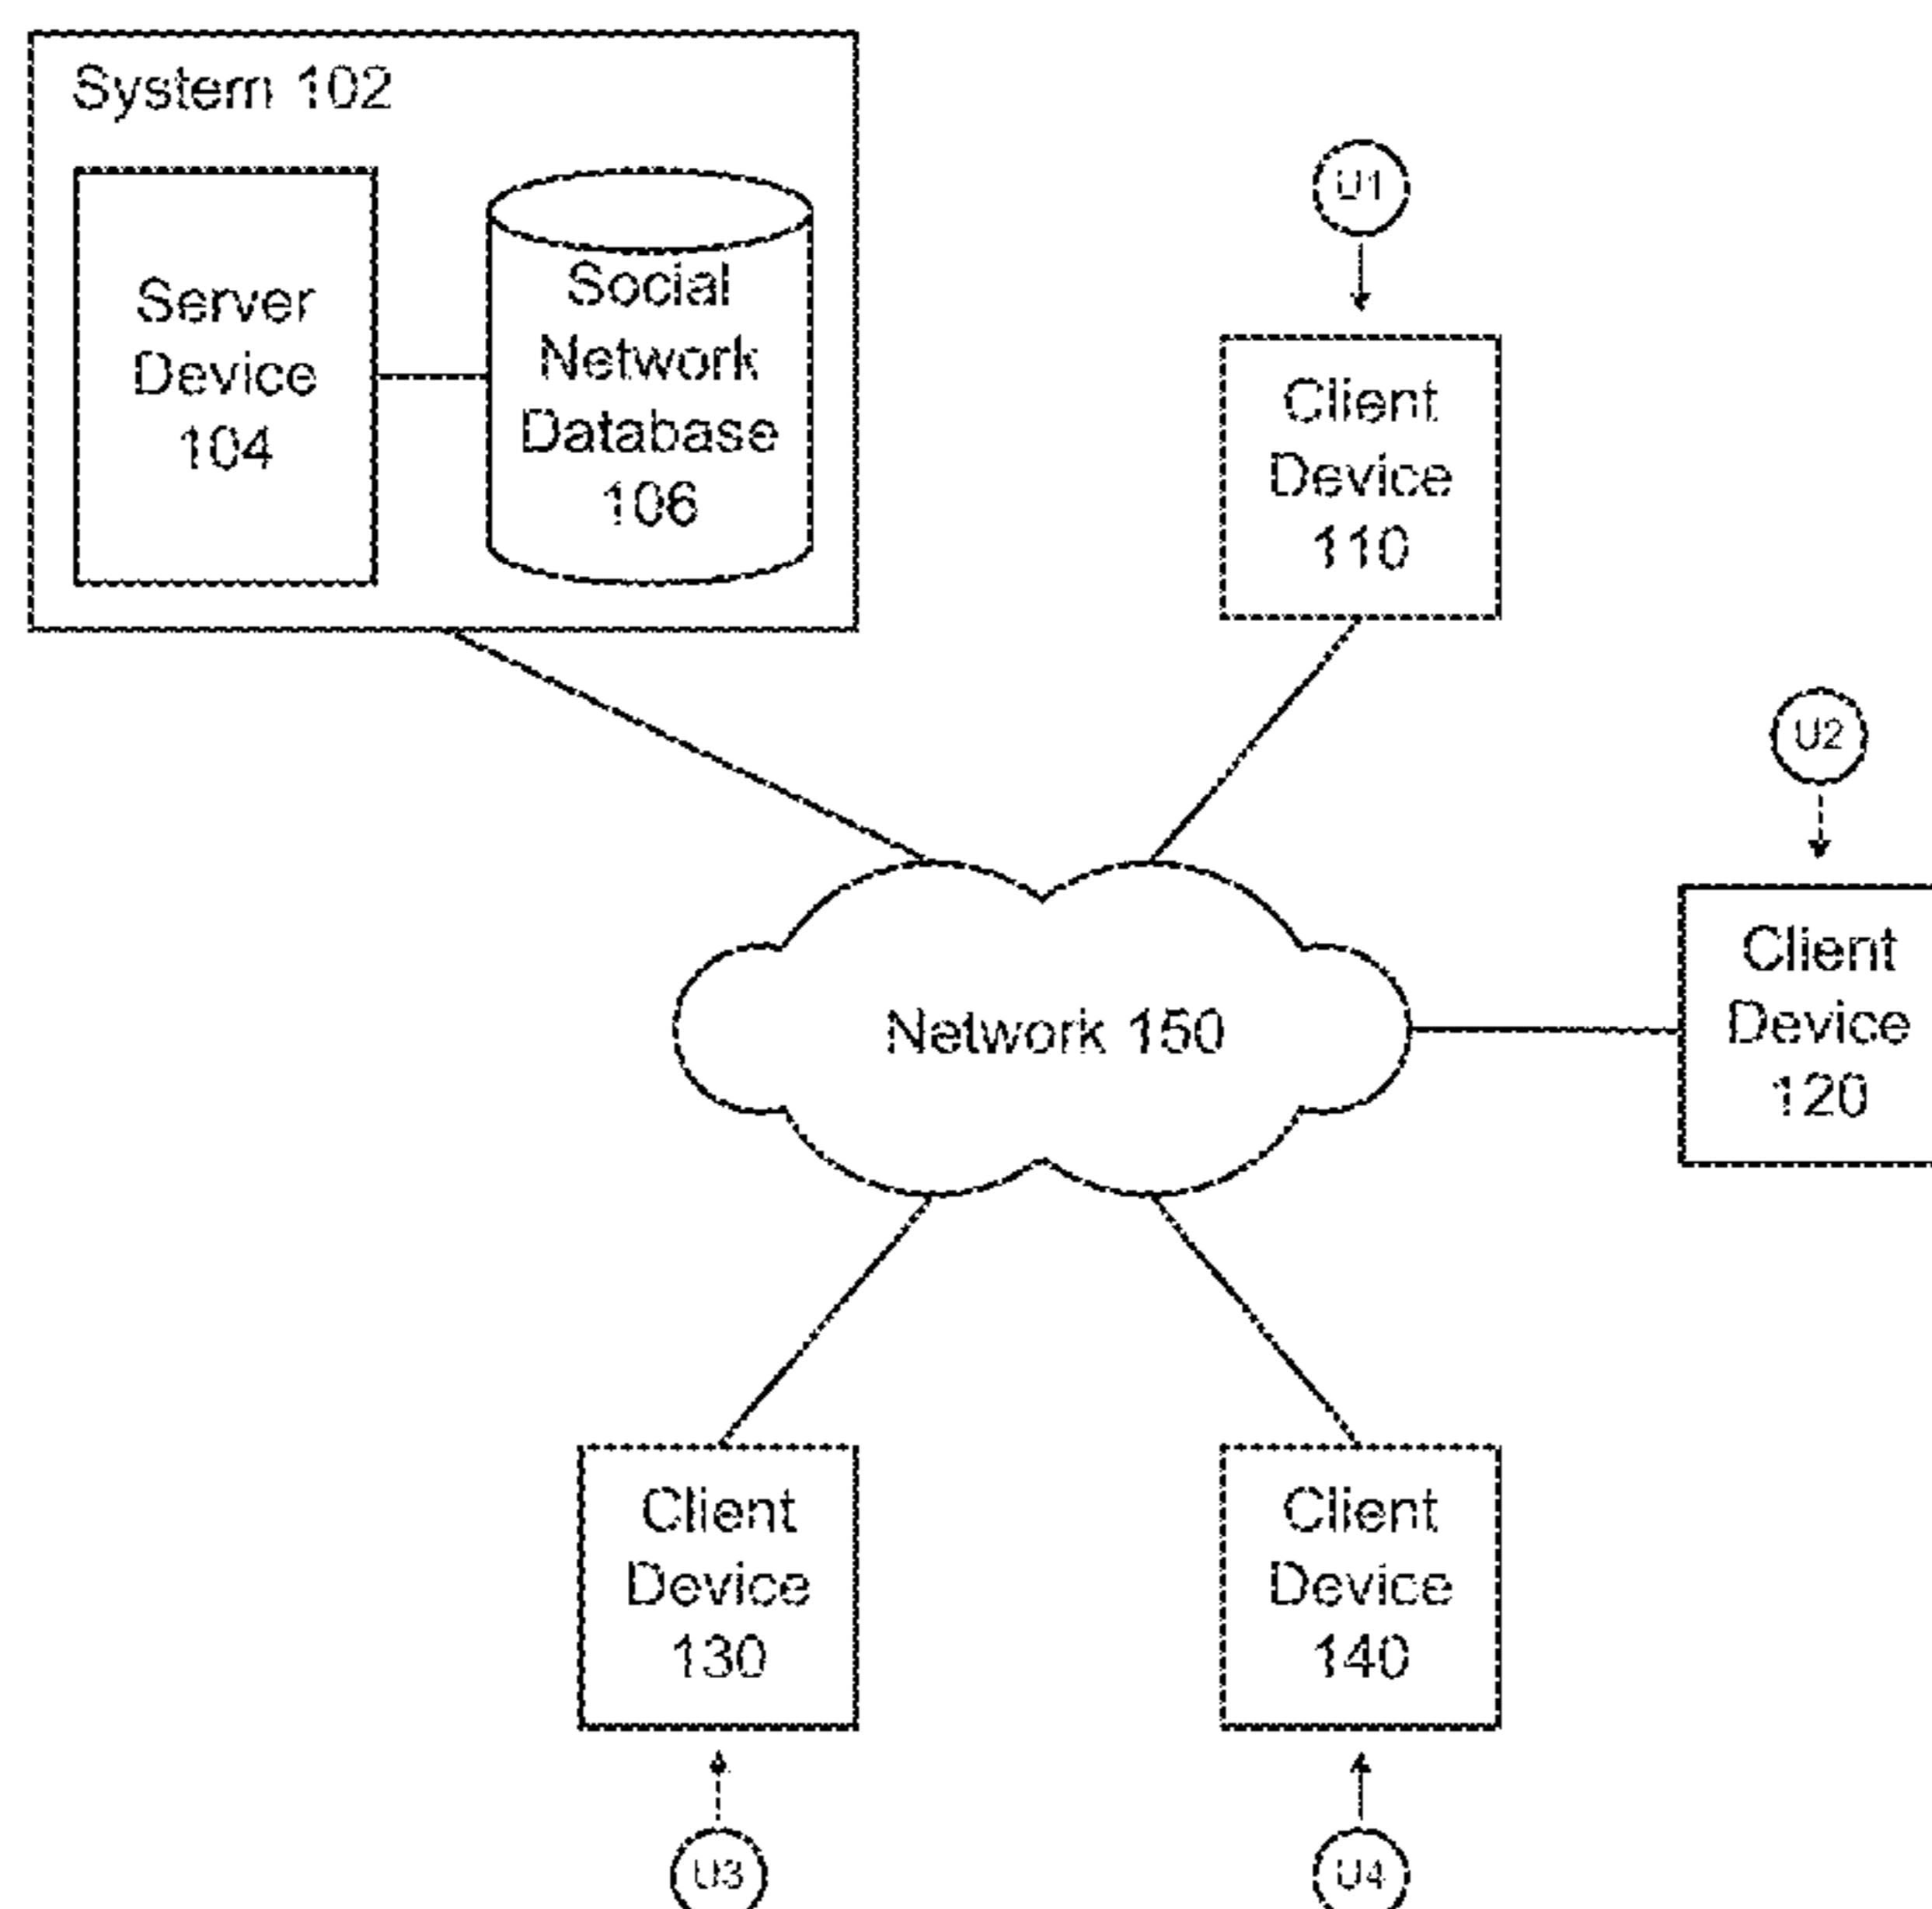 System 102
Server
Device
104
Social
Network
Database
106
U1
Client
Device
110
U2
Client
Device
120
Network 150
Client
Device
130
Client
Device
140
U3
U4